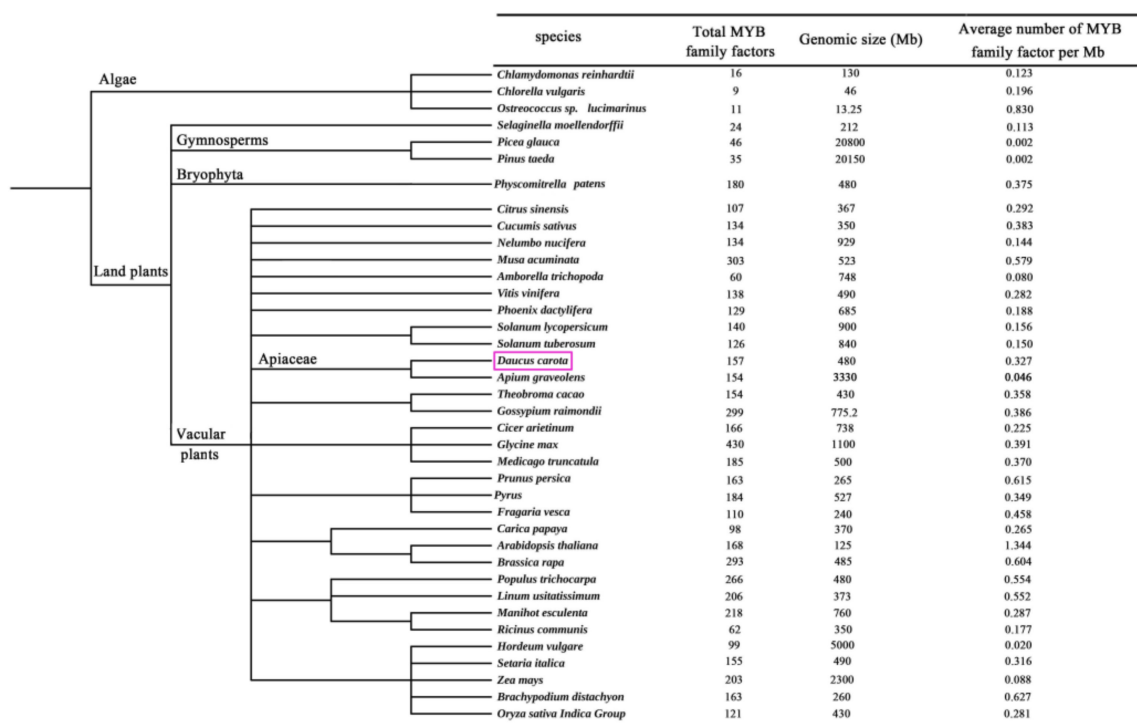 species Total MYB family factors Genomic size (Mb) Average number of MYB family factor per Mb
Algae
Chlamydomonas reinhardtii 16 130 0.123
Chlorella vulgaris 9 46 0.196
Ostreococcus sp. lucimarinus 11 13.25 0.830
Selaginella moellendorffii 24 212 0.113
Gymnosperms
Picea glauca 46 20800 0.002
Pinus taeda 35 20150 0.002
Bryophyta
Physcomitrella patens 180 480 0.375
Citrus sinensis 107 367 0.292
Cucumis sativus 134 350 0.383
Nelumbo nucifera 134 929 0.144
Musa acuminata 303 523 0.579
Land plants
Amborella trichopoda 60 748 0.080
Vitis vinifera 138 490 0.282
Phoenix dactylifera 129 685 0.188
Solanum lycopersicum 140 900 0.156
Solanum tuberosum 126 840 0.150
Apiaceae
Daucus carota 157 480 0.327
Apium graveolens 154 3330 0.046
Theobroma cacao 154 430 0.358
Gossypium raimondii 299 775.2 0.386
Cicer arietinum 166 738 0.225
Vacular plants
Glycine max 430 1100 0.391
Medicago truncatula 185 500 0.370
Prunus persica 163 265 0.615
Pyrus 184 527 0.349
Fragaria vesca 110 240 0.458
Carica papaya 98 370 0.265
Arabidopsis thaliana 168 125 1.344
Brassica rapa 293 485 0.604
Populus trichocarpa 266 480 0.554
Linum usitatissimum 206 373 0.552
Manihot esculenta 218 760 0.287
Ricinus communis 62 350 0.177
Hordeum vulgare 99 5000 0.020
Setaria italica 155 490 0.316
Zea mays 203 2300 0.088
Brachypodium distachyon 163 260 0.627
Oryza sativa Indica Group 121 430 0.281